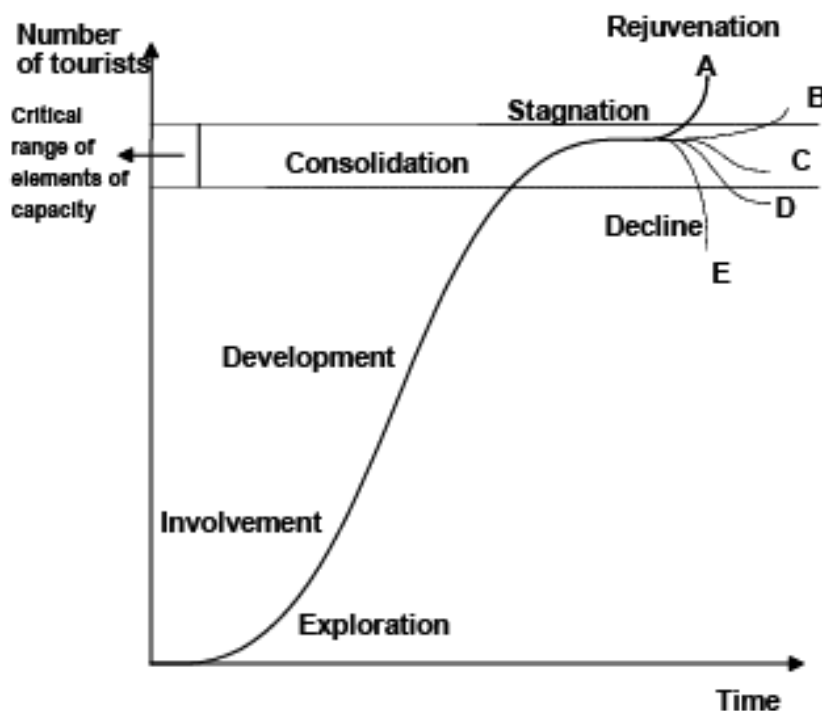 Number
of tourists
Rejuvenation
A
B
Critical
range of
elements of
capacity
Stagnation
Consolidation
C
D
Decline
E
Development
Involvement
Exploration
Time